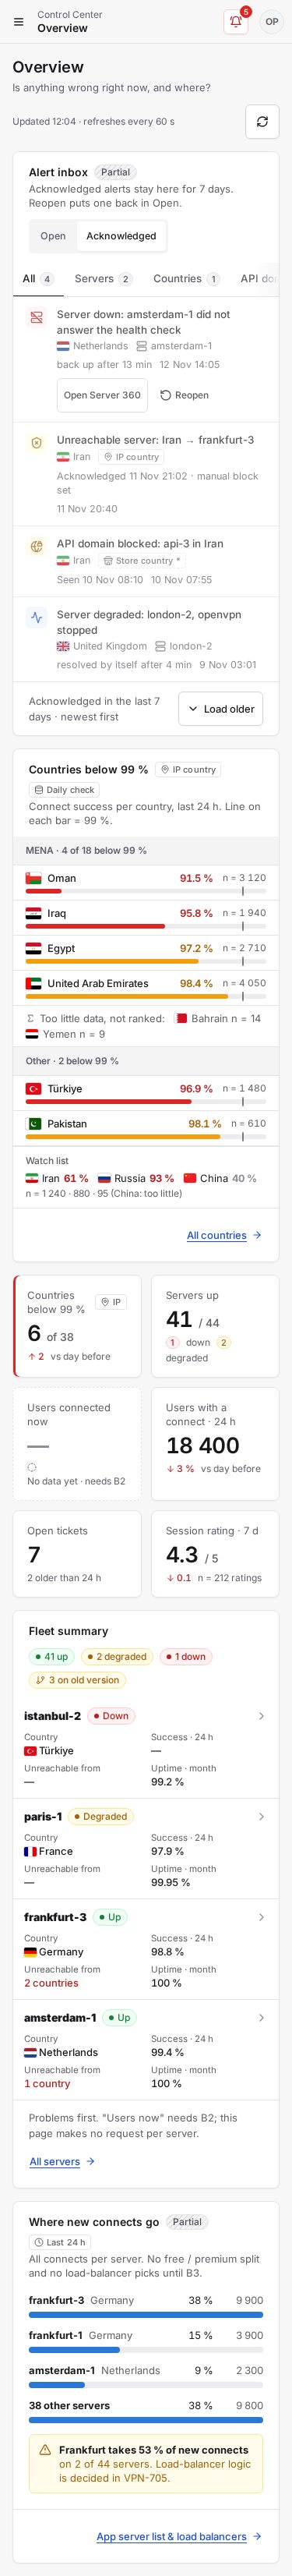 Control Center
Overview
5
OP
Overview
Is anything wrong right now, and where?
Updated 12:04 · refreshes every 60 s
Alert inbox Partial
Acknowledged alerts stay here for 7 days.
Reopen puts one back in Open.
Open Acknowledged
All 4 Servers 2 Countries 1 API do
Server down: amsterdam-1 did not
answer the health check
Netherlands amsterdam-1
back up after 13 min 12 Nov 14:05
Open Server 360 Reopen
Unreachable server: Iran → frankfurt-3
Iran IP country
Acknowledged 11 Nov 21:02 · manual block
set
11 Nov 20:40
API domain blocked: api-3 in Iran
Iran Store country *
Seen 10 Nov 08:10 10 Nov 07:55
Server degraded: london-2, openvpn
stopped
United Kingdom london-2
resolved by itself after 4 min 9 Nov 03:01
Acknowledged in the last 7
days · newest first
Load older
Countries below 99 % IP country
Daily check
Connect success per country, last 24 h. Line on
each bar = 99 %.
MENA · 4 of 18 below 99 %
Oman 91.5 % n = 3 120
Iraq 95.8 % n = 1 940
Egypt 97.2 % n = 2 710
United Arab Emirates 98.4 % n = 4 050
Σ Too little data, not ranked: Bahrain n = 14
Yemen n = 9
Other · 2 below 99 %
Türkiye 96.9 % n = 1 480
Pakistan 98.1 % n = 610
Watch list
Iran 61 % Russia 93 % China 40 %
n = 1 240 · 880 · 95 (China: too little)
All countries →
Countries
below 99 %
IP
6 of 38
↑ 2 vs day before
Servers up
41 / 44
1 down 2
degraded
Users connected
now
—
No data yet · needs B2
Users with a
connect · 24 h
18 400
↓ 3 % vs day before
Open tickets
7
2 older than 24 h
Session rating · 7 d
4.3 / 5
↓ 0.1 n = 212 ratings
Fleet summary
41 up 2 degraded 1 down
3 on old version
istanbul-2 Down
Country Success · 24 h
Türkiye —
Unreachable from Uptime · month
— 99.2 %
paris-1 Degraded
Country Success · 24 h
France 97.9 %
Unreachable from Uptime · month
— 99.95 %
frankfurt-3 Up
Country Success · 24 h
Germany 98.8 %
Unreachable from Uptime · month
2 countries 100 %
amsterdam-1 Up
Country Success · 24 h
Netherlands 99.4 %
Unreachable from Uptime · month
1 country 100 %
Problems first. "Users now" needs B2; this
page makes no request per server.
All servers →
Where new connects go Partial
Last 24 h
All connects per server. No free / premium split
and no load-balancer picks until B3.
frankfurt-3 Germany 38 % 9 900
frankfurt-1 Germany 15 % 3 900
amsterdam-1 Netherlands 9 % 2 300
38 other servers 38 % 9 800
Frankfurt takes 53 % of new connects
on 2 of 44 servers. Load-balancer logic
is decided in VPN-705.
App server list & load balancers →